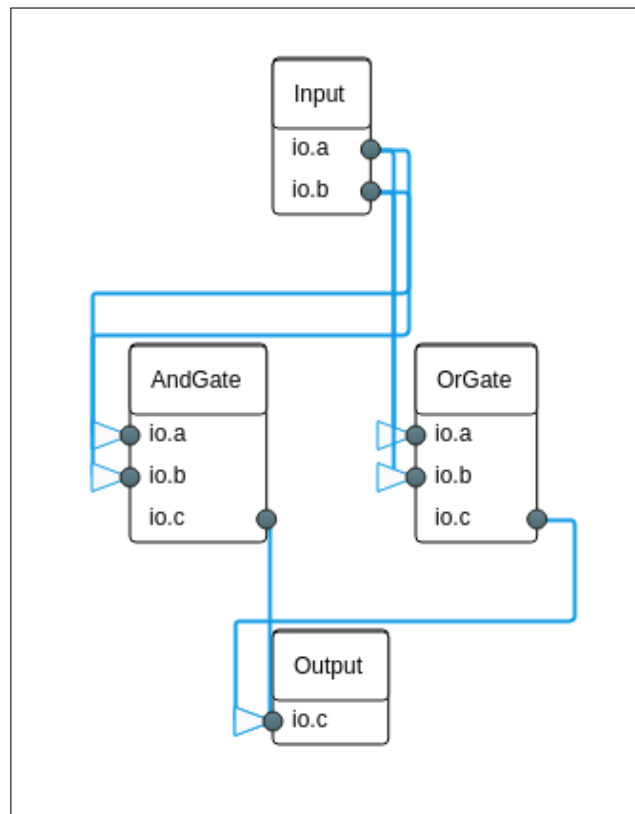 Input
io.a
io.b
AndGate
io.a
io.b
io.c
OrGate
io.a
io.b
io.c
Output
io.c